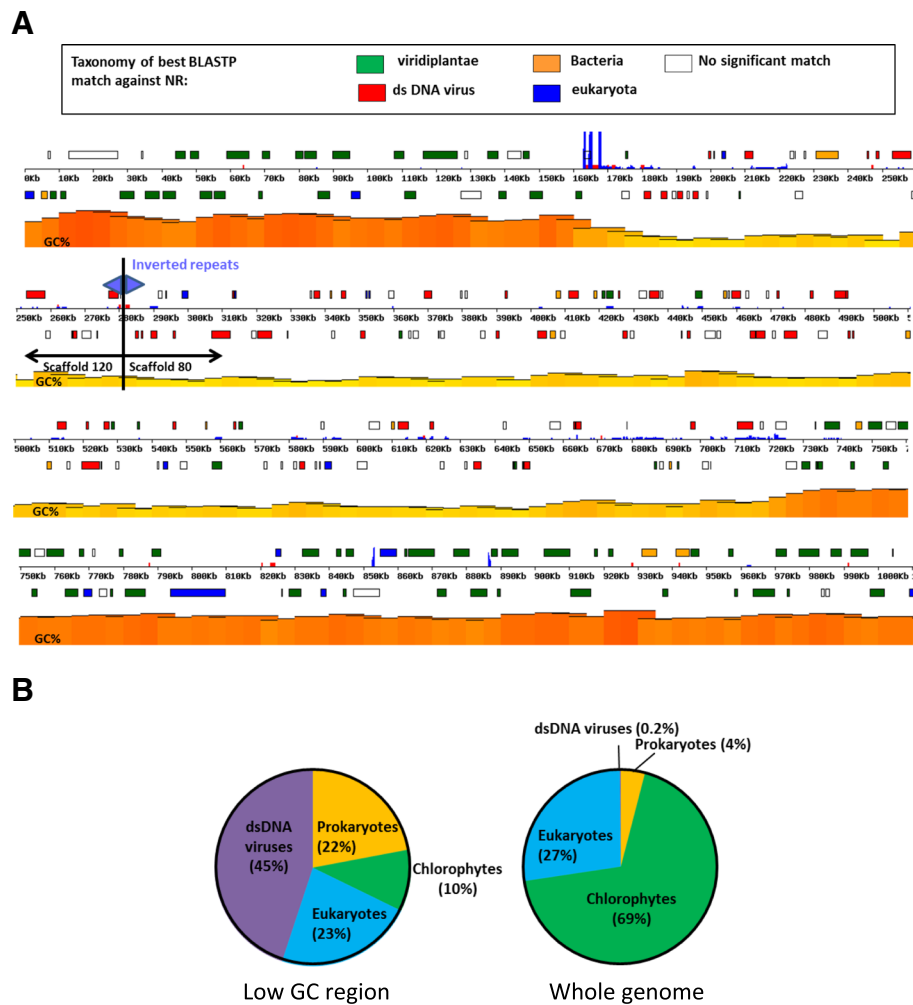 A
Taxonomy of best BLASTP
match against NR:
viridiplantae
Bacteria
No significant match
ds DNA virus
eukaryota
0Kb 10Kb 20Kb 30Kb 40Kb 50Kb 60Kb 70Kb 80Kb 90Kb 100Kb 110Kb 120Kb 130Kb 140Kb 150Kb 160Kb 170Kb 180Kb 190Kb 200Kb 210Kb 220Kb 230Kb 240Kb 250Kb
GC%
Inverted repeats
250Kb 260Kb 270Kb 280Kb 290Kb 300Kb 310Kb 320Kb 330Kb 340Kb 350Kb 360Kb 370Kb 380Kb 390Kb 400Kb 410Kb 420Kb 430Kb 440Kb 450Kb 460Kb 470Kb 480Kb 490Kb 500Kb
Scaffold 120 Scaffold 80
GC%
500Kb 510Kb 520Kb 530Kb 540Kb 550Kb 560Kb 570Kb 580Kb 590Kb 600Kb 610Kb 620Kb 630Kb 640Kb 650Kb 660Kb 670Kb 680Kb 690Kb 700Kb 710Kb 720Kb 730Kb 740Kb 750Kb
GC%
750Kb 760Kb 770Kb 780Kb 790Kb 800Kb 810Kb 820Kb 830Kb 840Kb 850Kb 860Kb 870Kb 880Kb 890Kb 900Kb 910Kb 920Kb 930Kb 940Kb 950Kb 960Kb 970Kb 980Kb 990Kb 1000Kb
GC%
B
dsDNA viruses (0.2%)
Prokaryotes (4%)
dsDNA
viruses
(45%)
Prokaryotes
(22%)
Chlorophytes
(10%)
Eukaryotes
(23%)
Eukaryotes
(27%)
Chlorophytes
(69%)
Low GC region
Whole genome